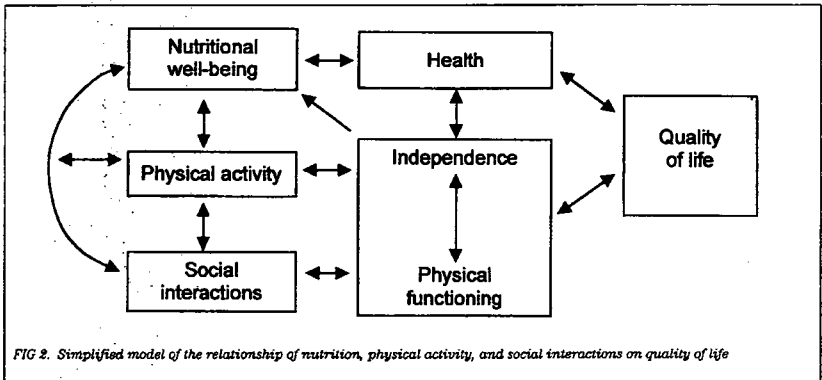 Nutritional
well-being
Health
Quality
of life
Independence
Physical activity
Social
interactions
Physical
functioning
FIG 2. Simplified model of the relationship of nutrition, physical activity, and social interactions on quality of life